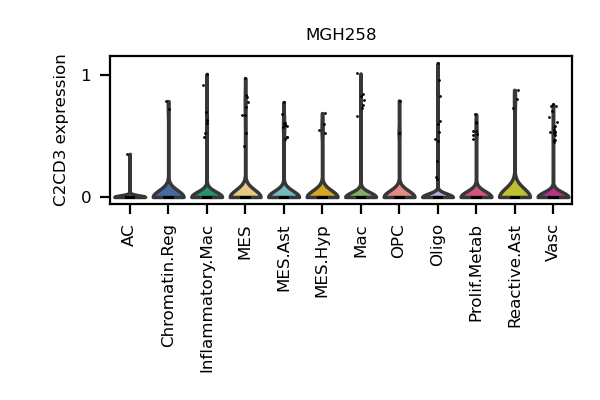 MGH258
C2CD3 expression
1
0
AC
Chromatin.Reg
Inflammatory.Mac
MES
MES.Ast
MES.Hyp
Mac
OPC
Oligo
Prolif.Metab
Reactive.Ast
Vasc